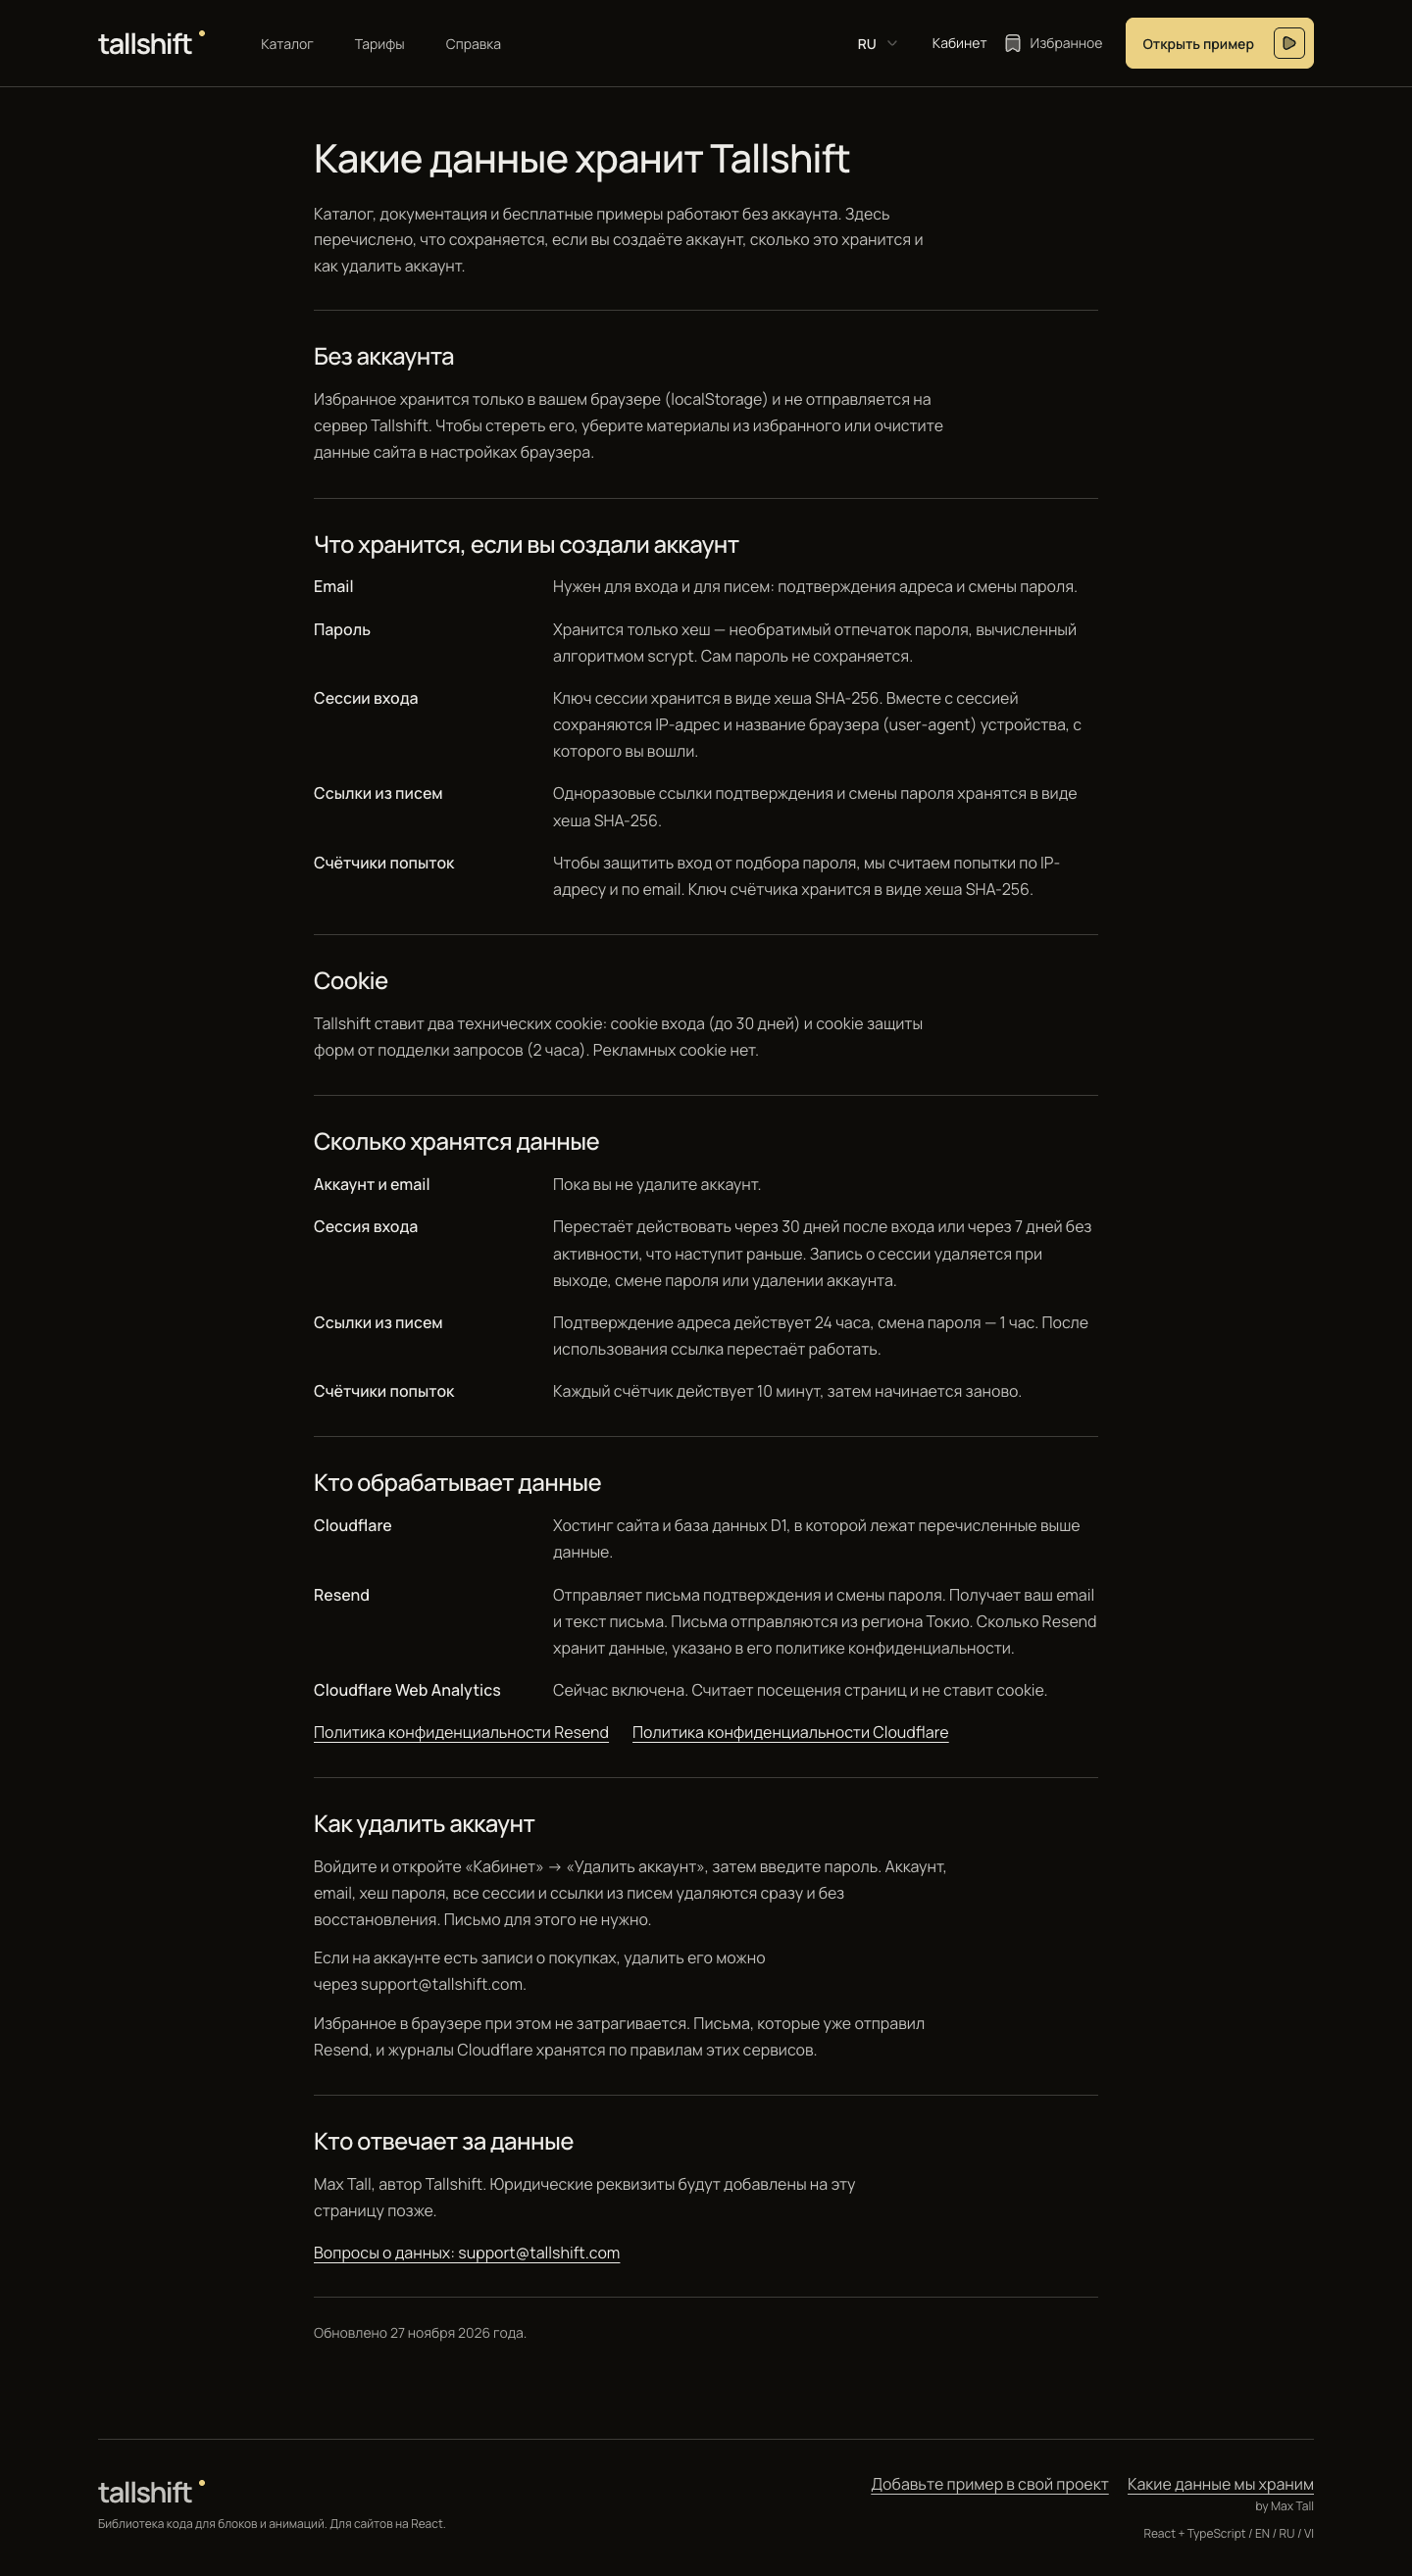 tallshift
Каталог
Тарифы
Справка
RU
Кабинет
Избранное
Открыть пример
Какие данные хранит Tallshift
Каталог, документация и бесплатные примеры работают без аккаунта. Здесь
перечислено, что сохраняется, если вы создаёте аккаунт, сколько это хранится и
как удалить аккаунт.
Без аккаунта
Избранное хранится только в вашем браузере (localStorage) и не отправляется на
сервер Tallshift. Чтобы стереть его, уберите материалы из избранного или очистите
данные сайта в настройках браузера.
Что хранится, если вы создали аккаунт
Email
Нужен для входа и для писем: подтверждения адреса и смены пароля.
Пароль
Хранится только хеш — необратимый отпечаток пароля, вычисленный
алгоритмом scrypt. Сам пароль не сохраняется.
Сессии входа
Ключ сессии хранится в виде хеша SHA-256. Вместе с сессией
сохраняются IP-адрес и название браузера (user-agent) устройства, с
которого вы вошли.
Ссылки из писем
Одноразовые ссылки подтверждения и смены пароля хранятся в виде
хеша SHA-256.
Счётчики попыток
Чтобы защитить вход от подбора пароля, мы считаем попытки по IP-
адресу и по email. Ключ счётчика хранится в виде хеша SHA-256.
Cookie
Tallshift ставит два технических cookie: cookie входа (до 30 дней) и cookie защиты
форм от подделки запросов (2 часа). Рекламных cookie нет.
Сколько хранятся данные
Аккаунт и email
Пока вы не удалите аккаунт.
Сессия входа
Перестаёт действовать через 30 дней после входа или через 7 дней без
активности, что наступит раньше. Запись о сессии удаляется при
выходе, смене пароля или удалении аккаунта.
Ссылки из писем
Подтверждение адреса действует 24 часа, смена пароля — 1 час. После
использования ссылка перестаёт работать.
Счётчики попыток
Каждый счётчик действует 10 минут, затем начинается заново.
Кто обрабатывает данные
Cloudflare
Хостинг сайта и база данных D1, в которой лежат перечисленные выше
данные.
Resend
Отправляет письма подтверждения и смены пароля. Получает ваш email
и текст письма. Письма отправляются из региона Токио. Сколько Resend
хранит данные, указано в его политике конфиденциальности.
Cloudflare Web Analytics
Сейчас включена. Считает посещения страниц и не ставит cookie.
Политика конфиденциальности Resend
Политика конфиденциальности Cloudflare
Как удалить аккаунт
Войдите и откройте «Кабинет» → «Удалить аккаунт», затем введите пароль. Аккаунт,
email, хеш пароля, все сессии и ссылки из писем удаляются сразу и без
восстановления. Письмо для этого не нужно.
Если на аккаунте есть записи о покупках, удалить его можно
через support@tallshift.com.
Избранное в браузере при этом не затрагивается. Письма, которые уже отправил
Resend, и журналы Cloudflare хранятся по правилам этих сервисов.
Кто отвечает за данные
Max Tall, автор Tallshift. Юридические реквизиты будут добавлены на эту
страницу позже.
Вопросы о данных: support@tallshift.com
Обновлено 27 ноября 2026 года.
tallshift
Библиотека кода для блоков и анимаций. Для сайтов на React.
Добавьте пример в свой проект
Какие данные мы храним
by Max Tall
React + TypeScript / EN / RU / VI